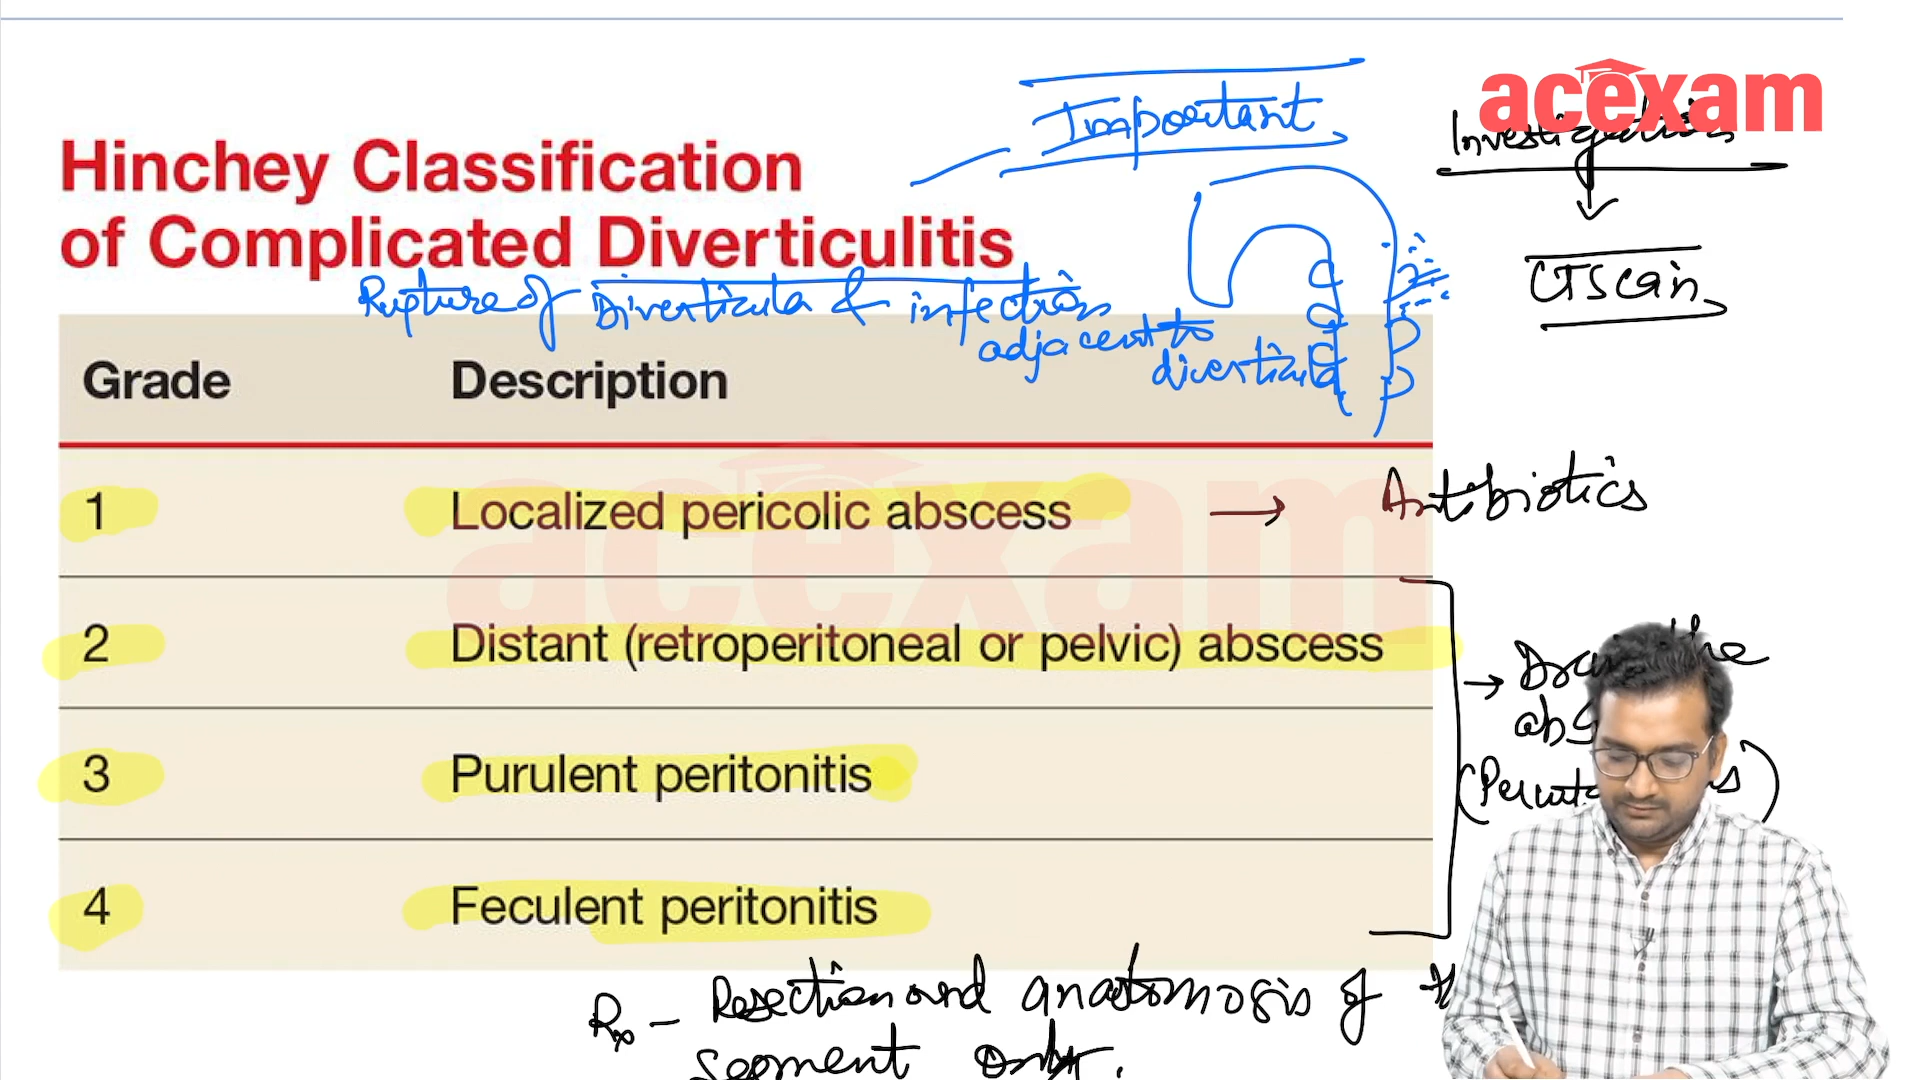 acexam
Important
Investigations
Hinchey Classification
of Complicated Diverticulitis
CT Scan
Rupture of Diverticula & infection
adjacent to
diverticula
Grade Description
1 Localized pericolic abscess → Antibiotics
acexam
2 Distant (retroperitoneal or pelvic) abscess
→ the
3 Purulent peritonitis
4 Feculent peritonitis
Rx - Resection and anastomosis of
segment only.